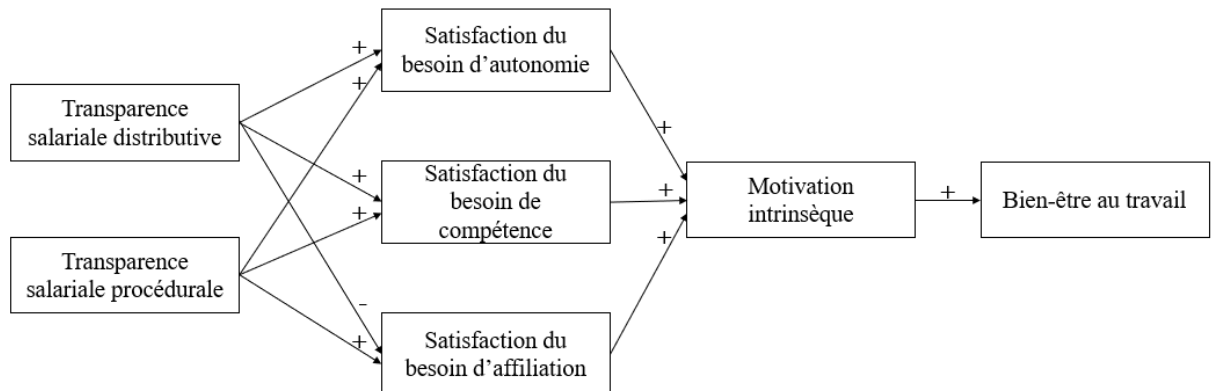 Transparence
salariale distributive
Transparence
salariale procédurale
+
+
+
+
-
+
Satisfaction du
besoin d'autonomie
Satisfaction du
besoin de
compétence
Satisfaction du
besoin d'affiliation
+
+
+
Motivation
intrinsèque
+
Bien-être au travail